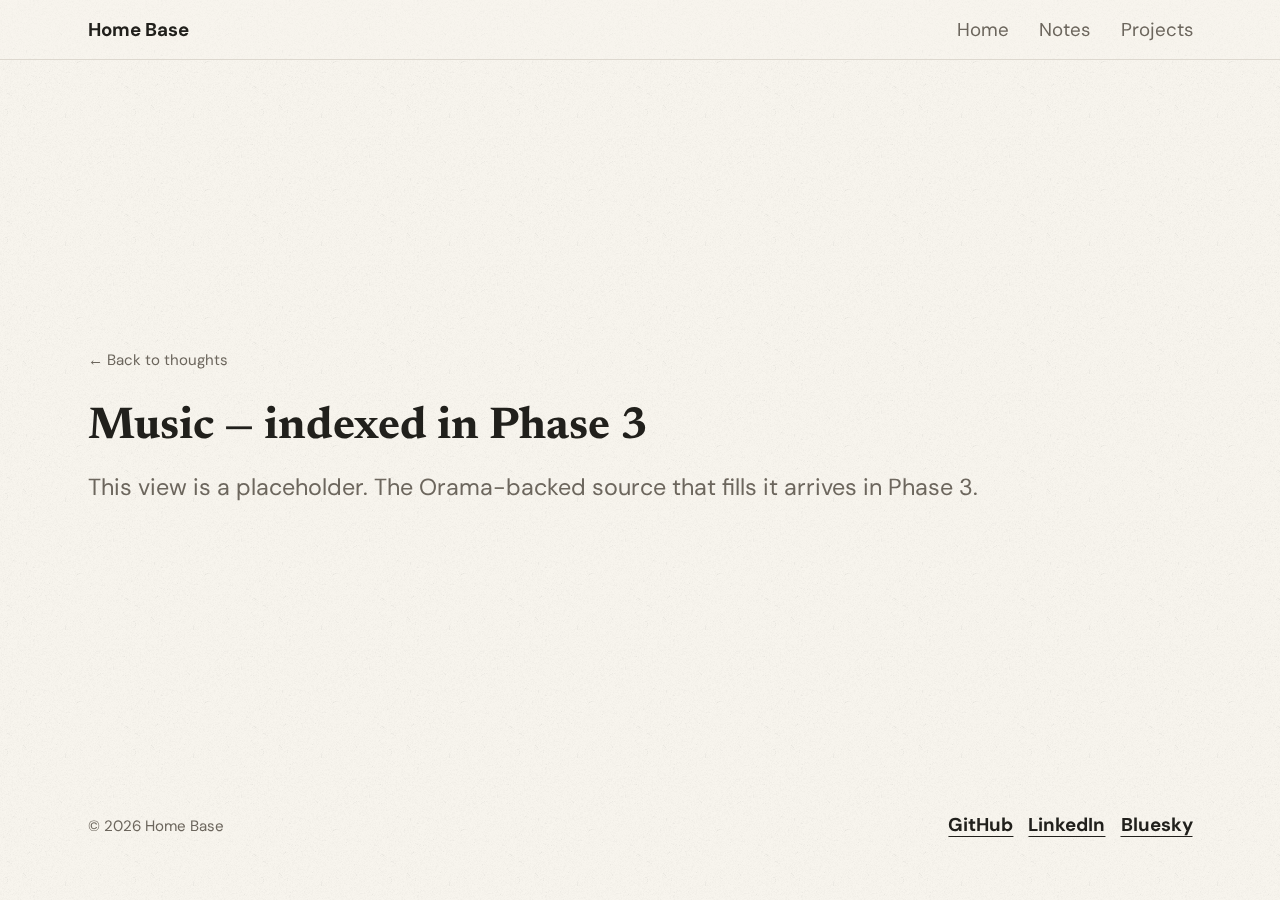 Home Base
Home Notes Projects
← Back to thoughts
Music — indexed in Phase 3
This view is a placeholder. The Orama-backed source that fills it arrives in Phase 3.
© 2026 Home Base
GitHub LinkedIn Bluesky